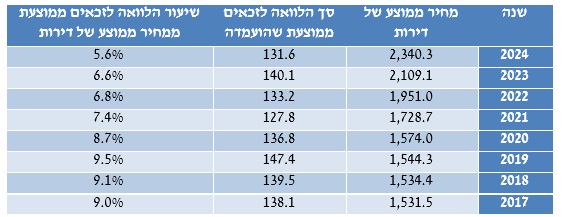 שנה	מחיר ממוצע של דירות	סך הלוואה לזכאים ממוצעת שהועמדה	שיעור הלוואה לזכאים ממוצעת ממחיר ממוצע של דירות
2024	2,340.3	131.6	5.6%
2023	2,109.1	140.1	6.6%
2022	1,951.0	133.2	6.8%
2021	1,728.7	127.8	7.4%
2020	1,574.0	136.8	8.7%
2019	1,544.3	147.4	9.5%
2018	1,534.4	139.5	9.1%
2017	1,531.5	138.1	9.0%